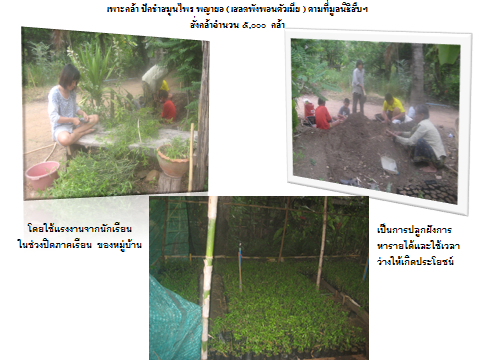 เพาะคล้า ปักชำสมุนไพร พญายอ ( เสลดพังพอนตัวเมีย ) ตามที่มูลนิธิสืบฯ
สั่งกล้าจำนวน ๕,๐๐๐ กล้า
โดยใช้แรงงานจากนักเรียน
ในช่วงปิดภาคเรียน ของหมู่บ้าน
เป็นการปลูกฝังการ
หารายได้และใช้เวลา
ว่างให้เกิดประโยชน์